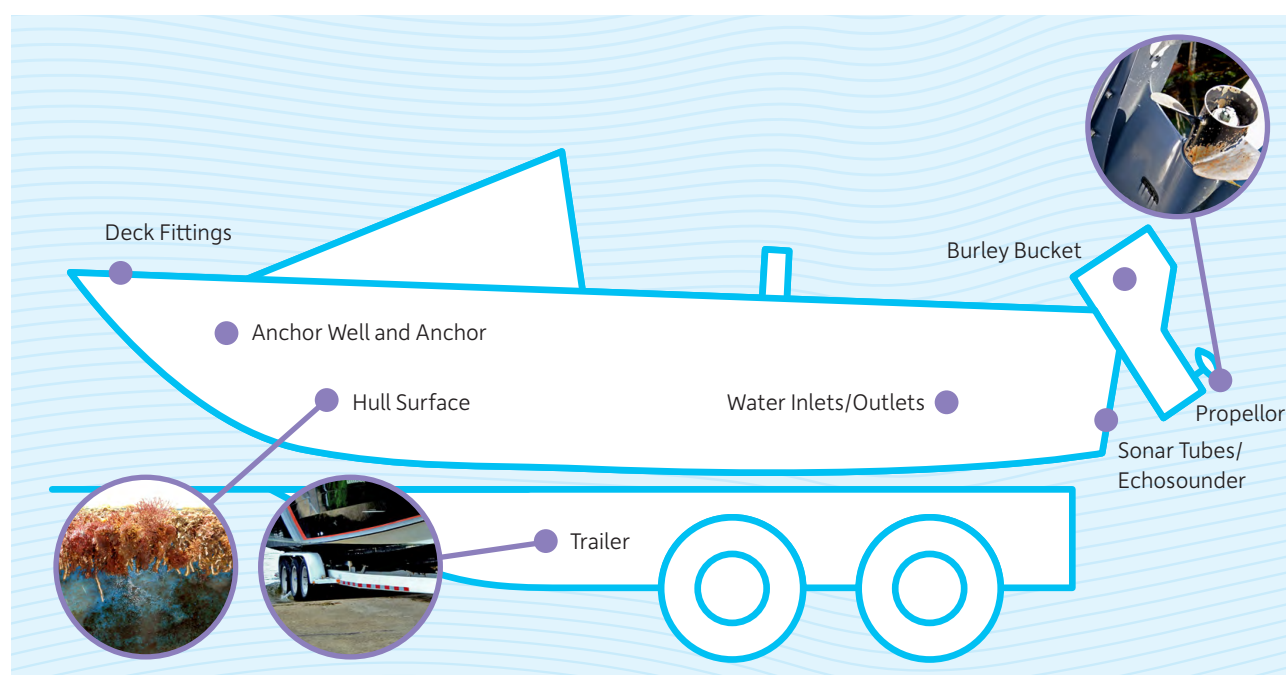 Deck Fittings
Burley Bucket
Anchor Well and Anchor
Hull Surface
Water Inlets/Outlets
Propellor
Sonar Tubes/
Echosounder
Trailer